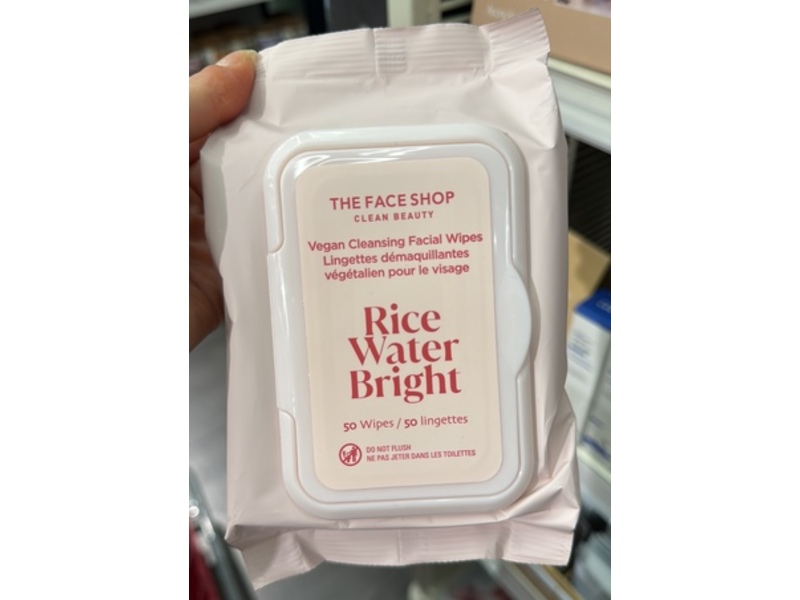 THE FACE SHOP
CLEAN BEAUTY
Vegan Cleansing Facial Wipes
Lingettes démaquillantes
végétalien pour le visage
Rice
Water
Bright
50 Wipes / 50 lingettes
DO NOT FLUSH
NE PAS JETER DANS LES TOILETTES